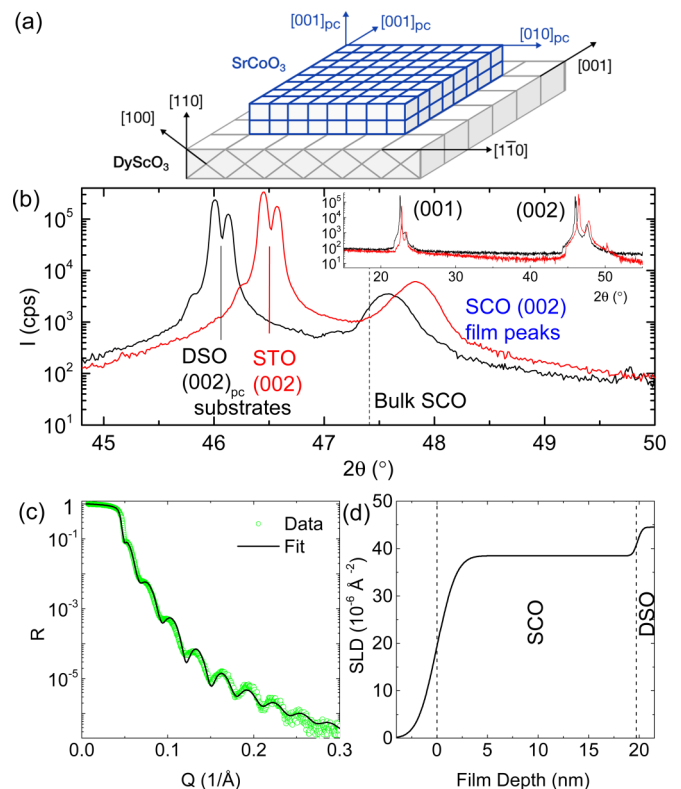 (a)
[001]pc
[001]pc
[010]pc
SrCoO3
[001]
[110]
[100]
DyScO3
[11̅0]
(b)
10^5
10^4
10^3
10^2
10^1
I (cps)
10^5
10^4
10^3
10^2
10^1
(001)
(002)
20 30 40 50
2θ (°)
SCO (002)
film peaks
DSO
(002)pc
STO
(002)
substrates
Bulk SCO
45 46 47 48 49 50
2θ (°)
(c)
1
10^-1
10^-3
10^-5
R
Data
Fit
0.0 0.1 0.2 0.3
Q (1/Å)
(d)
50
40
30
20
10
0
SLD (10^-6 Å^-2)
SCO
DSO
0 5 10 15 20
Film Depth (nm)